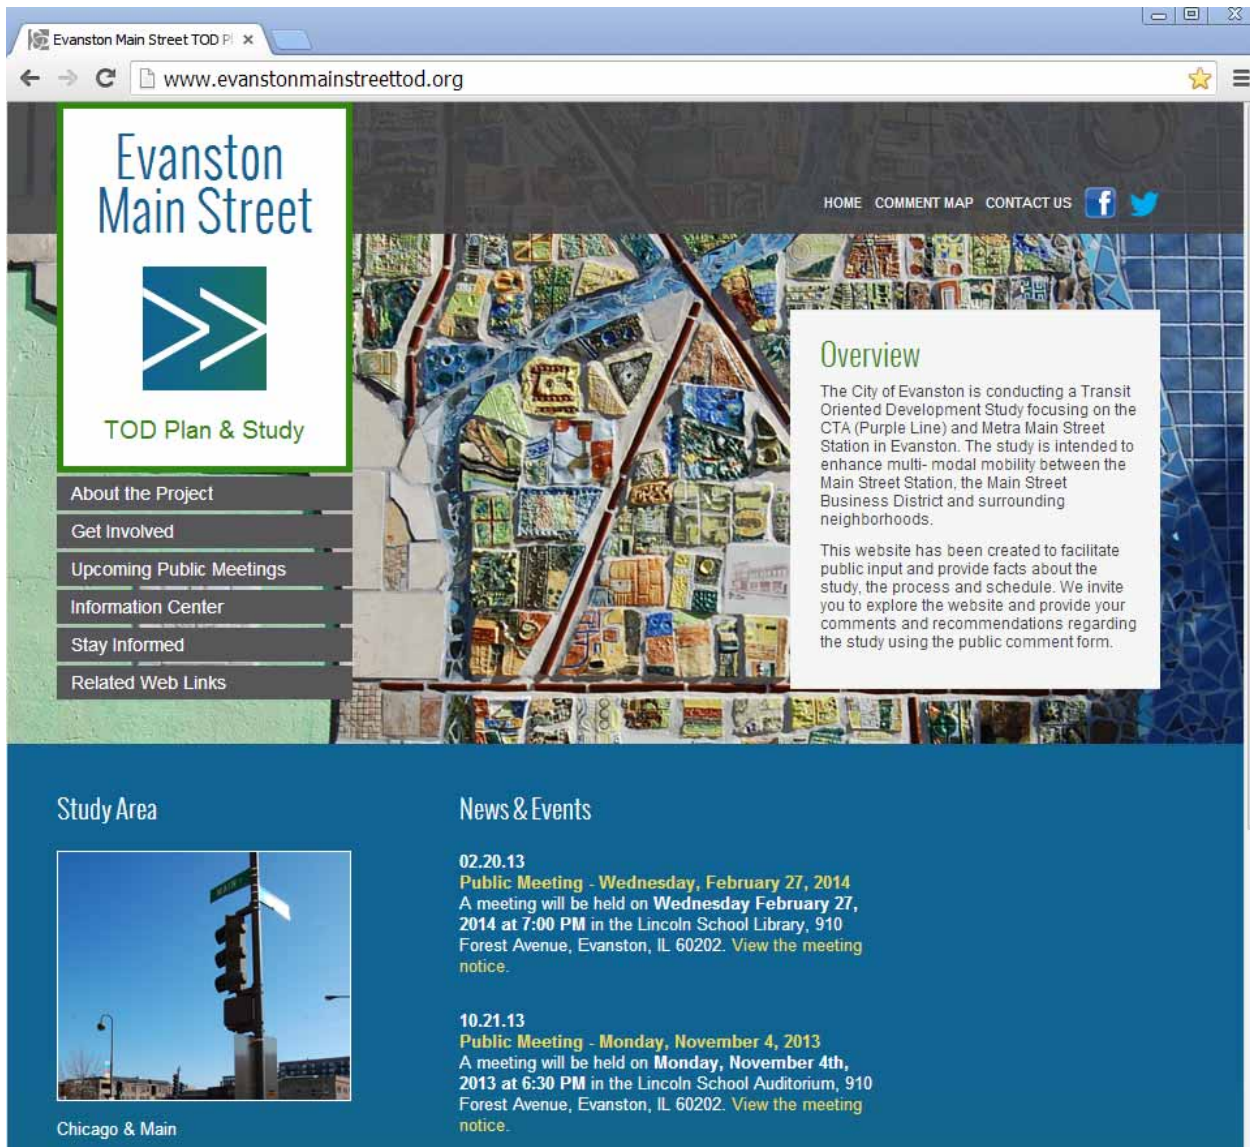 Evanston Main Street TOD Pl
www.evanstonmainstreettod.org
Evanston
Main Street
TOD Plan & Study
HOME COMMENT MAP CONTACT US
About the Project
Get Involved
Upcoming Public Meetings
Information Center
Stay Informed
Related Web Links
Overview
The City of Evanston is conducting a Transit
Oriented Development Study focusing on the
CTA (Purple Line) and Metra Main Street
Station in Evanston. The study is intended to
enhance multi- modal mobility between the
Main Street Station, the Main Street
Business District and surrounding
neighborhoods.
This website has been created to facilitate
public input and provide facts about the
study, the process and schedule. We invite
you to explore the website and provide your
comments and recommendations regarding
the study using the public comment form.
Study Area
MAIN
Chicago & Main
News & Events
02.20.13
Public Meeting - Wednesday, February 27, 2014
A meeting will be held on Wednesday February 27,
2014 at 7:00 PM in the Lincoln School Library, 910
Forest Avenue, Evanston, IL 60202. View the meeting
notice.
10.21.13
Public Meeting - Monday, November 4, 2013
A meeting will be held on Monday, November 4th,
2013 at 6:30 PM in the Lincoln School Auditorium, 910
Forest Avenue, Evanston, IL 60202. View the meeting
notice.